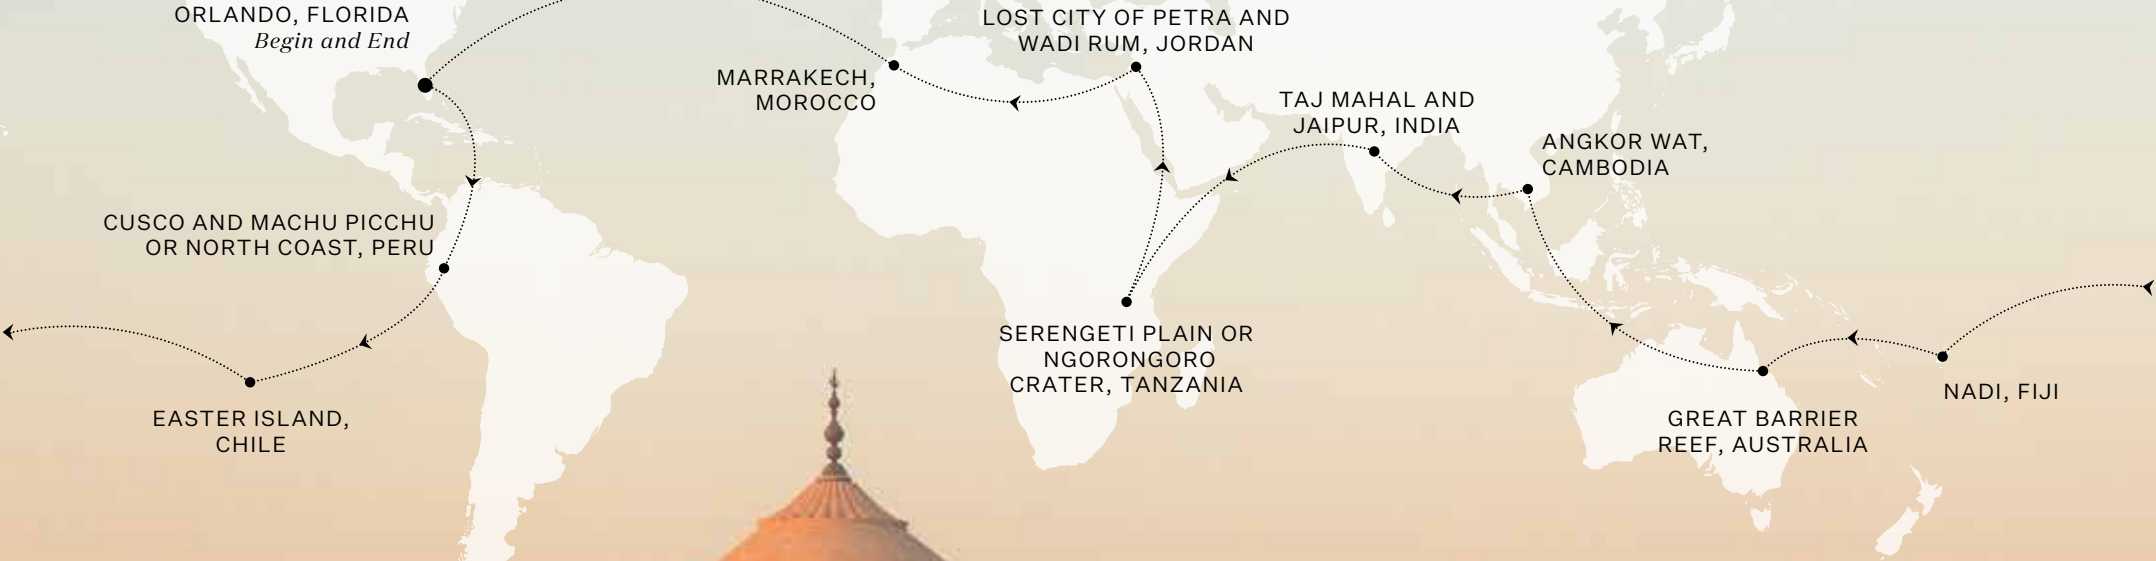 ORLANDO, FLORIDA
Begin and End
LOST CITY OF PETRA AND
WADI RUM, JORDAN
MARRAKECH,
MOROCCO
TAJ MAHAL AND
JAIPUR, INDIA
ANGKOR WAT,
CAMBODIA
CUSCO AND MACHU PICCHU
OR NORTH COAST, PERU
SERENGETI PLAIN OR
NGORONGORO
CRATER, TANZANIA
NADI, FIJI
EASTER ISLAND,
CHILE
GREAT BARRIER
REEF, AUSTRALIA